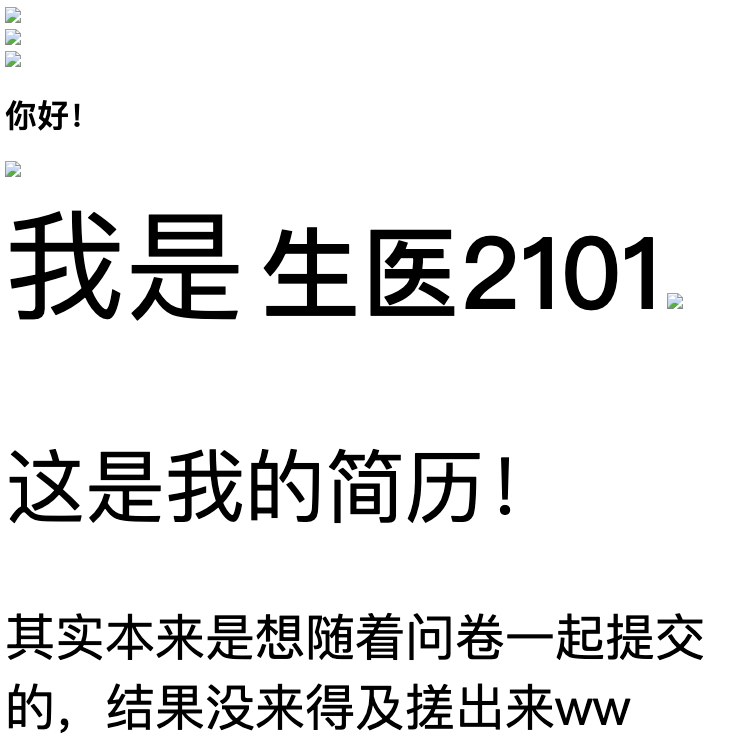 你好！
我是 生医2101
这是我的简历！
其实本来是想随着问卷一起提交
的，结果没来得及搓出来ww